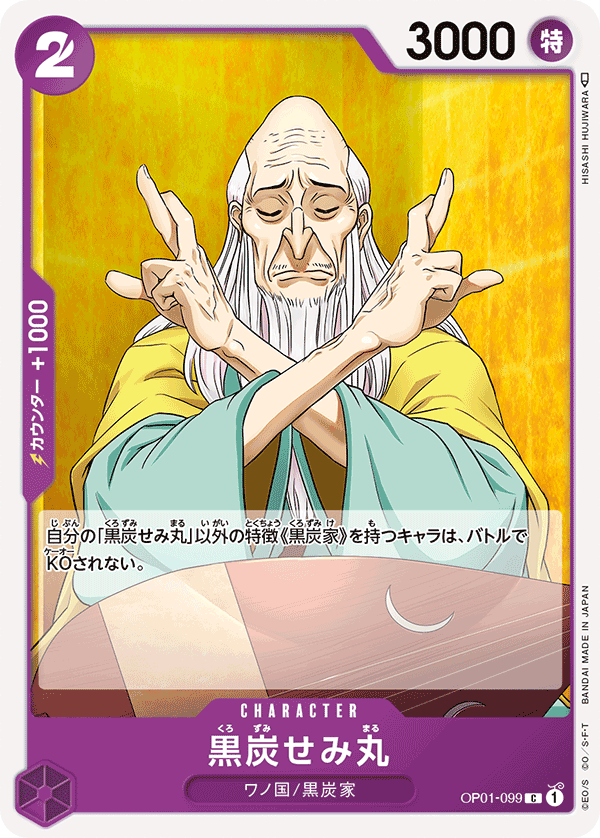 2
3000
特
HISASHI HUJIWARA
カウンター +1000
自分の「黒炭せみ丸」以外の特徴《黒炭家》を持つキャラは、バトルで
KOされない。
CHARACTER
黒炭せみ丸
ワノ国/黒炭家
OP01-099 C 1
©E.O/S ©O/S･F･T BANDAI MADE IN JAPAN